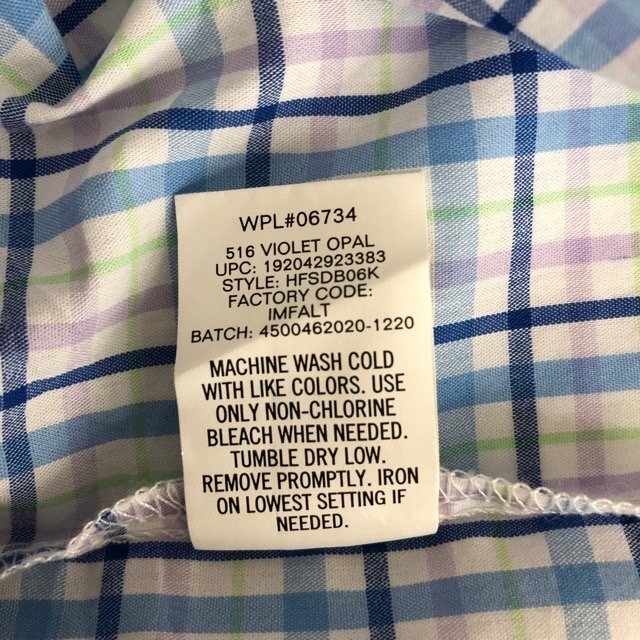 WPL#06734
516 VIOLET OPAL
UPC: 192042923383
STYLE: HFSDB06K
FACTORY CODE:
IMFALT
BATCH: 4500462020-1220
MACHINE WASH COLD
WITH LIKE COLORS. USE
ONLY NON-CHLORINE
BLEACH WHEN NEEDED.
TUMBLE DRY LOW.
REMOVE PROMPTLY. IRON
ON LOWEST SETTING IF
NEEDED.